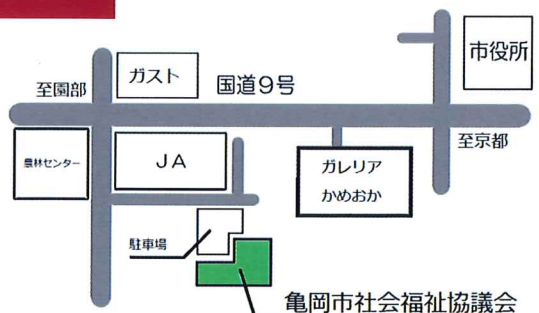 市役所
ガスト
国道9号
至園部
至京都
農林センター
JA
ガレリア
かめおか
駐車場
亀岡市社会福祉協議会